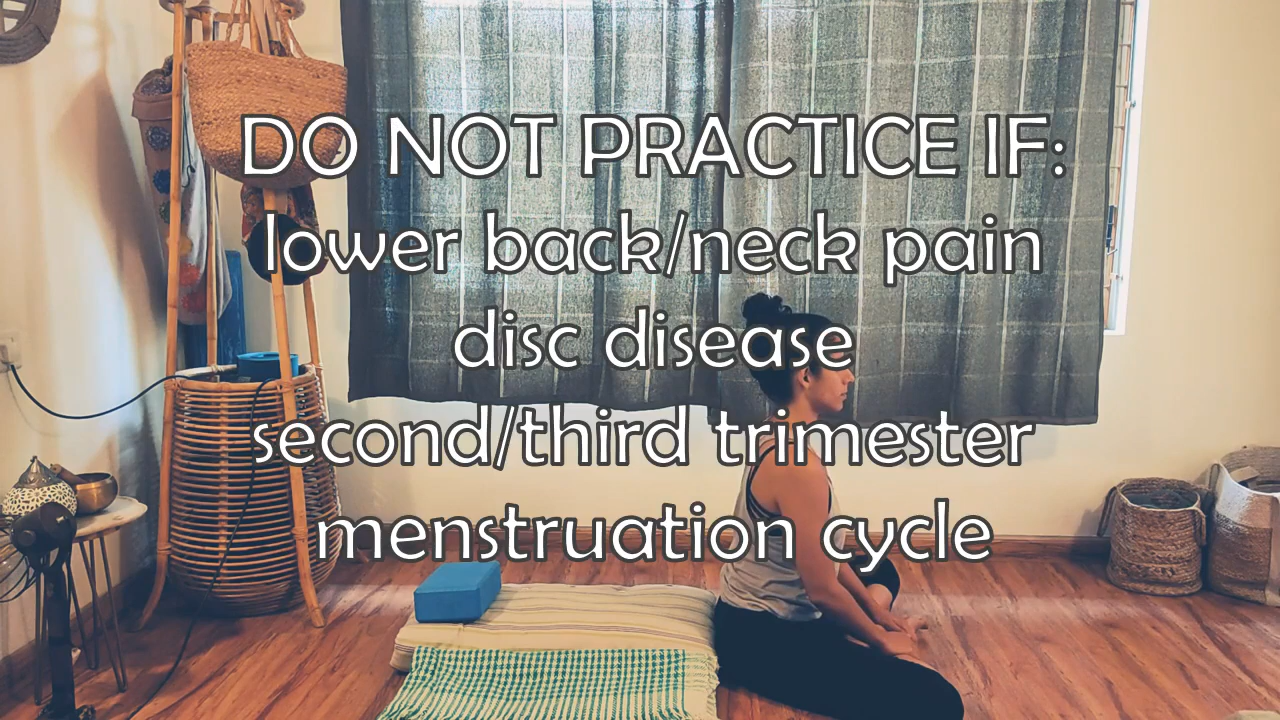 DO NOT PRACTICE IF:
lower back/neck pain
disc disease
second/third trimester
menstruation cycle